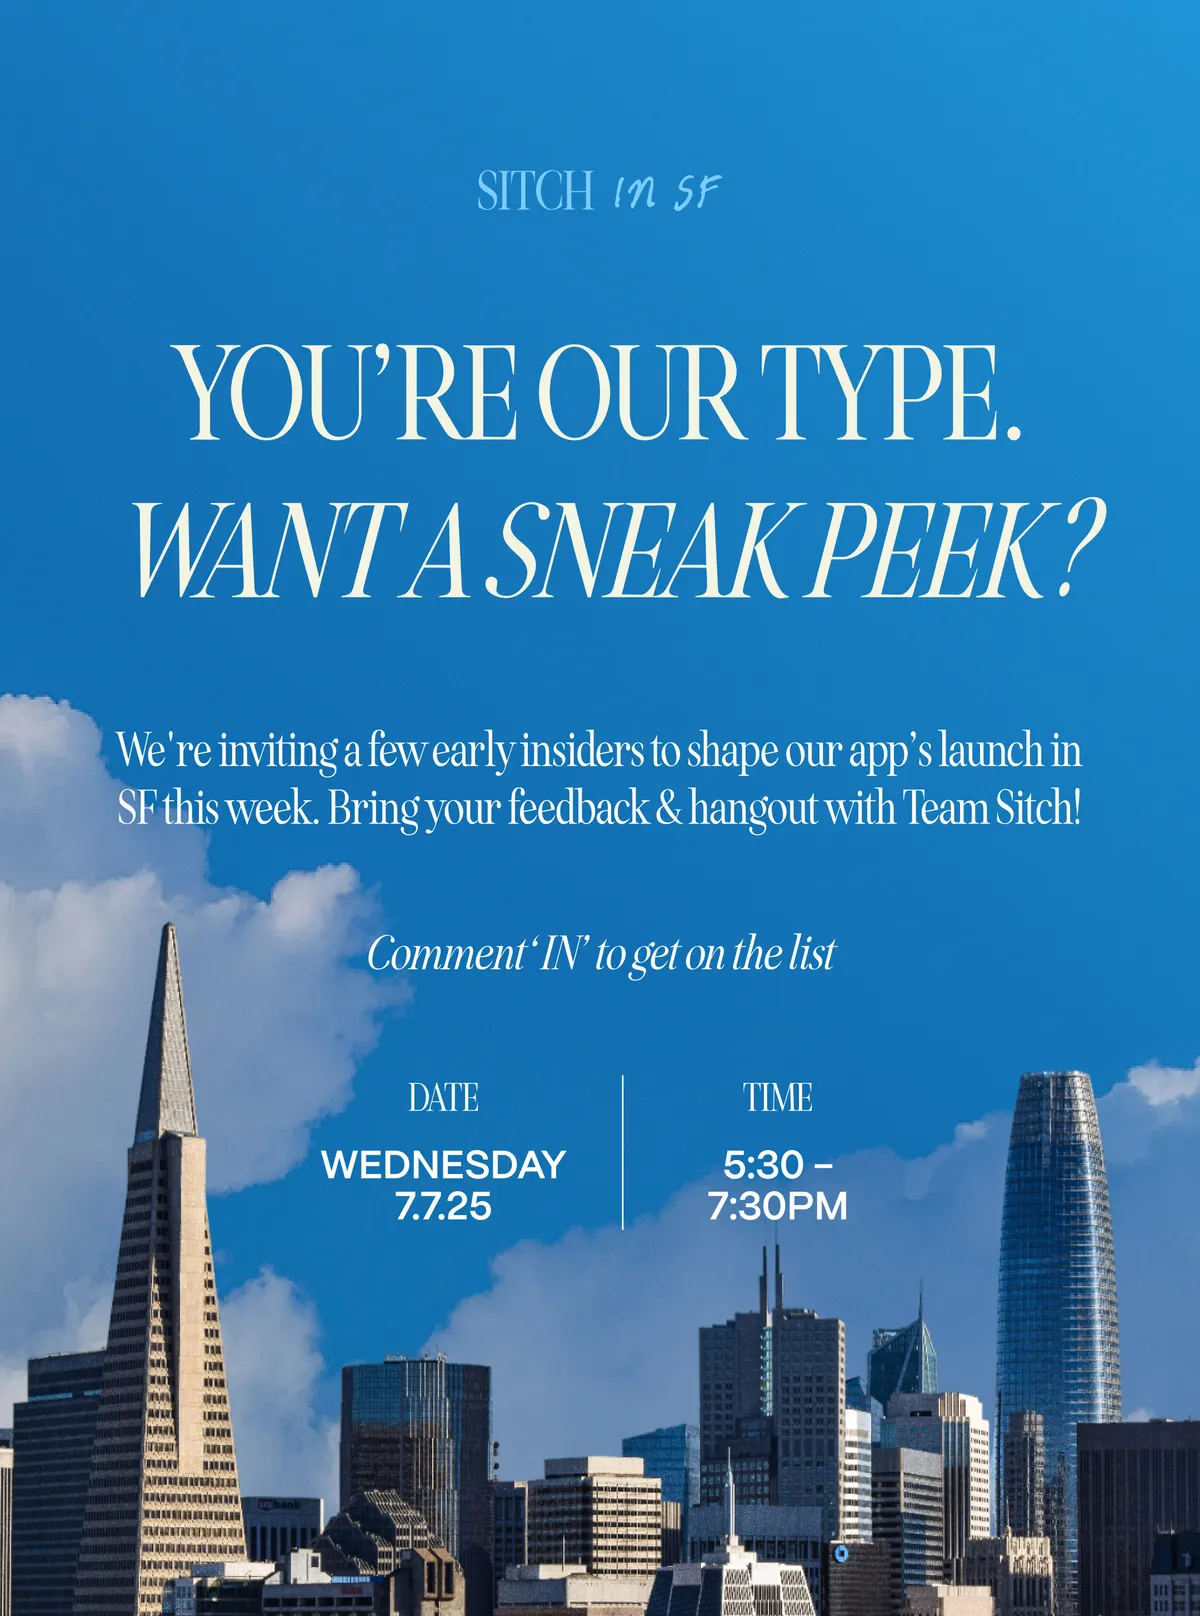 SITCH in SF
YOU’RE OUR TYPE.
WANT A SNEAK PEEK?
We're inviting a few early insiders to shape our app’s launch in
SF this week. Bring your feedback & hangout with Team Sitch!
Comment ‘IN’ to get on the list
DATE
WEDNESDAY
7.7.25
TIME
5:30 –
7:30PM